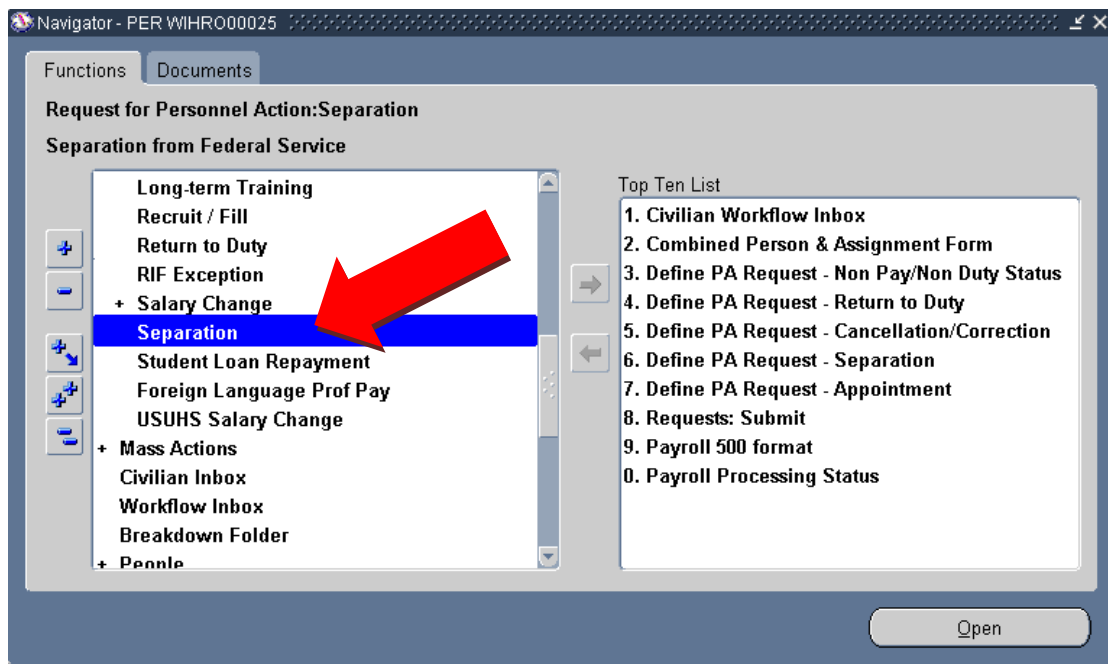 Navigator - PER WIHRO00025
Functions
Documents
Request for Personnel Action:Separation
Separation from Federal Service
Long-term Training
Recruit / Fill
Return to Duty
RIF Exception
+ Salary Change
Separation
Student Loan Repayment
Foreign Language Prof Pay
USUHS Salary Change
+ Mass Actions
Civilian Inbox
Workflow Inbox
Breakdown Folder
+ People
Top Ten List
1. Civilian Workflow Inbox
2. Combined Person & Assignment Form
3. Define PA Request - Non Pay/Non Duty Status
4. Define PA Request - Return to Duty
5. Define PA Request - Cancellation/Correction
6. Define PA Request - Separation
7. Define PA Request - Appointment
8. Requests: Submit
9. Payroll 500 format
0. Payroll Processing Status
Open